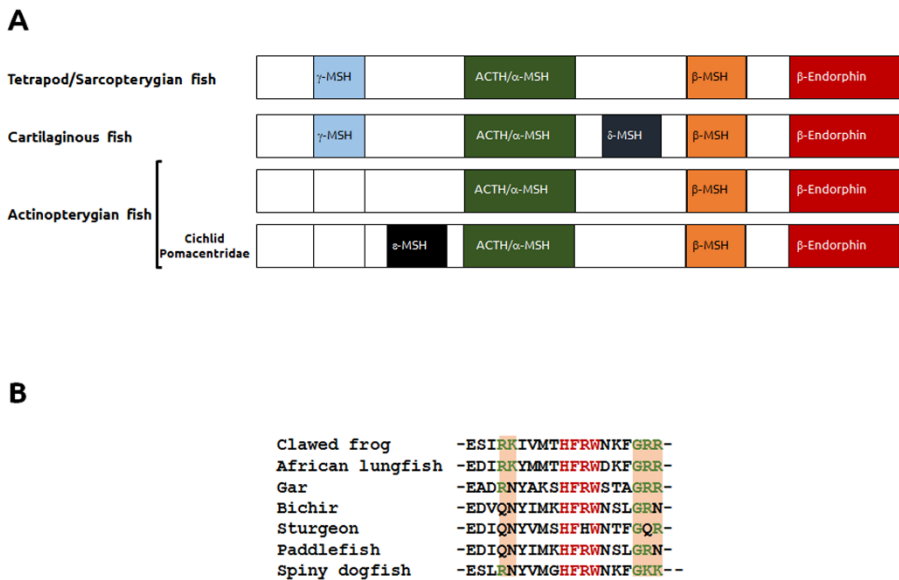 A
Tetrapod/Sarcopterygian fish γ-MSH ACTH/α-MSH β-MSH β-Endorphin
Cartilaginous fish γ-MSH ACTH/α-MSH δ-MSH β-MSH β-Endorphin
Actinopterygian fish ACTH/α-MSH β-MSH β-Endorphin
Cichlid
Pomacentridae ε-MSH ACTH/α-MSH β-MSH β-Endorphin
B
Clawed frog -ESIRKIVMTHFRWNKFGRR-
African lungfish -EDIRKYMMTHFRWDKFGRR-
Gar -EADRNYAKSHFRWSTAGRR-
Bichir -EDVQNYIMKHFRWNSLGRN-
Sturgeon -EDIQNYVMSHFHWNTFGQR-
Paddlefish -EDIQNYIMKHFRWNSLGRN-
Spiny dogfish -ESLRNYVMGHFRWNKFGKK--